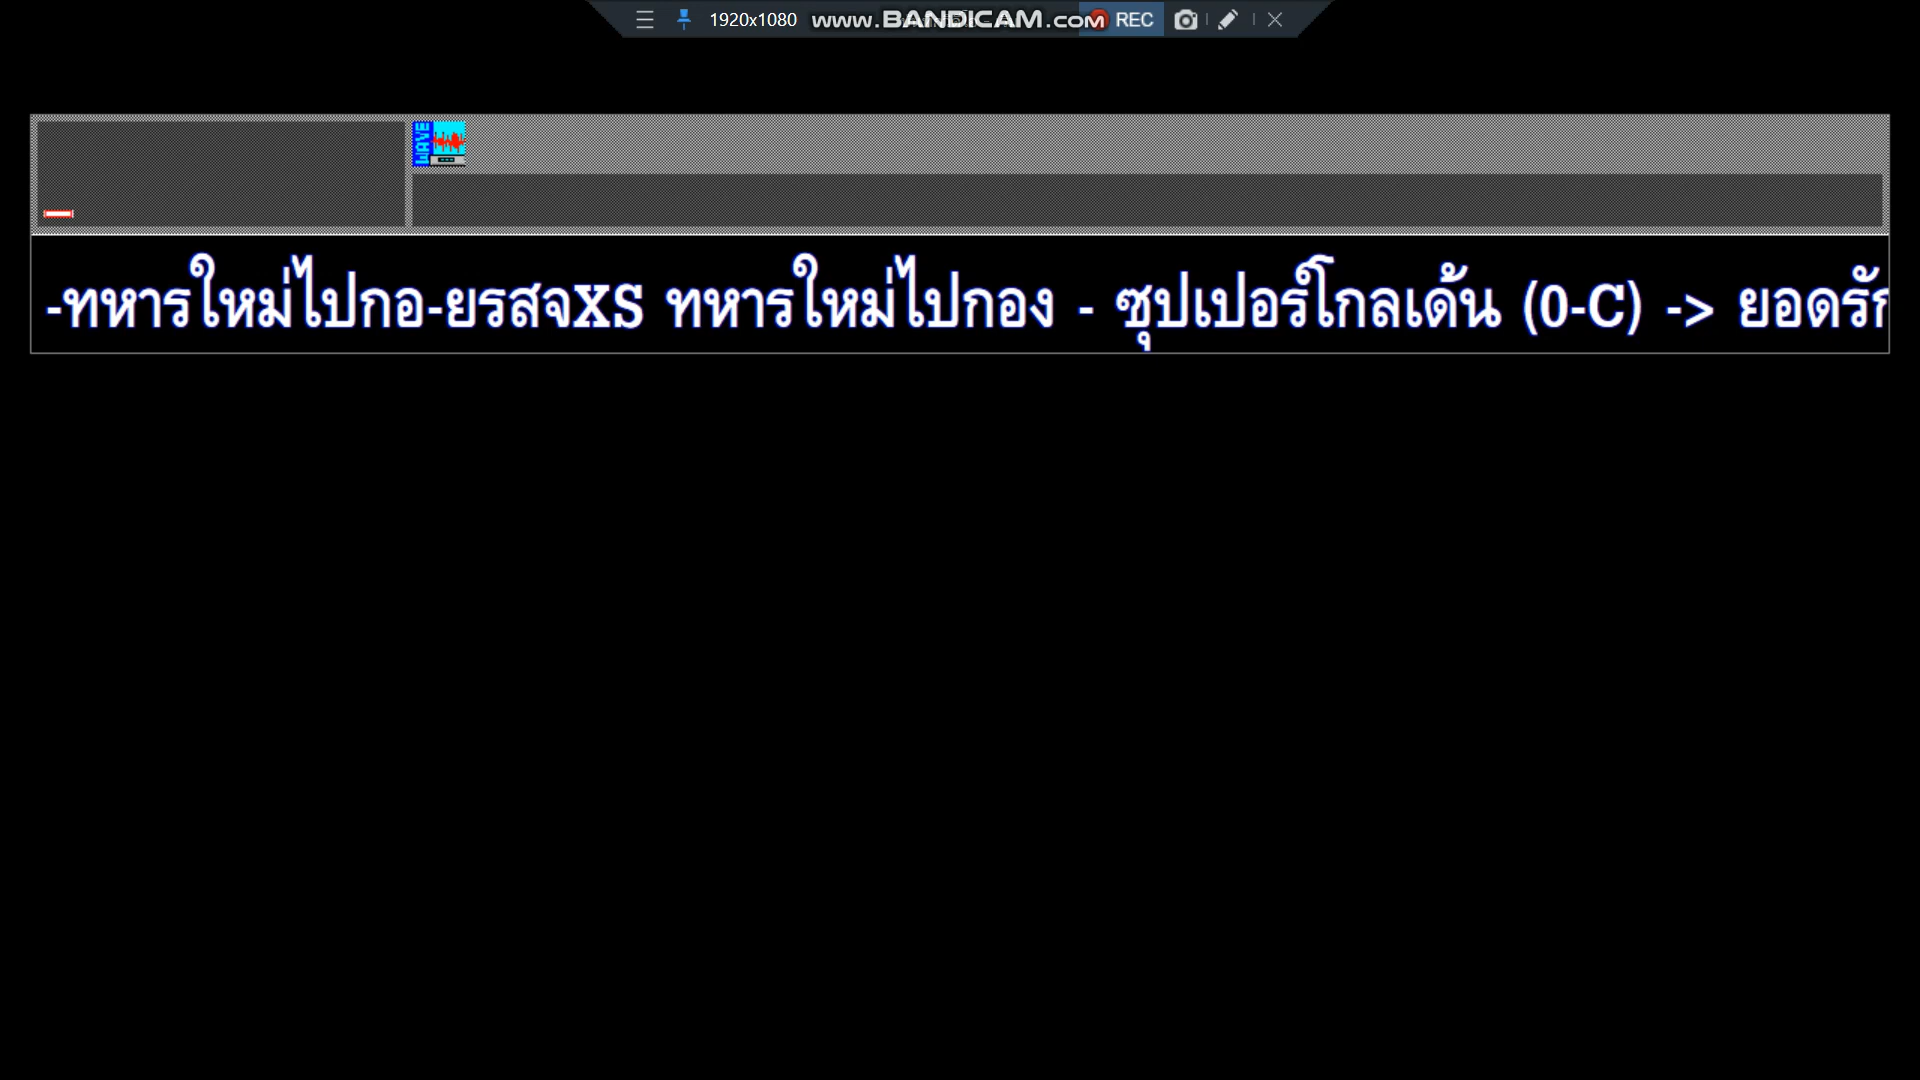 1920x1080 www.BANDICAM.com REC
WAVE
-ทหารใหม่ไปกอ-ยรสจXS ทหารใหม่ไปกอง - ซุปเปอร์โกลเด้น (0-C) -> ยอดรัก